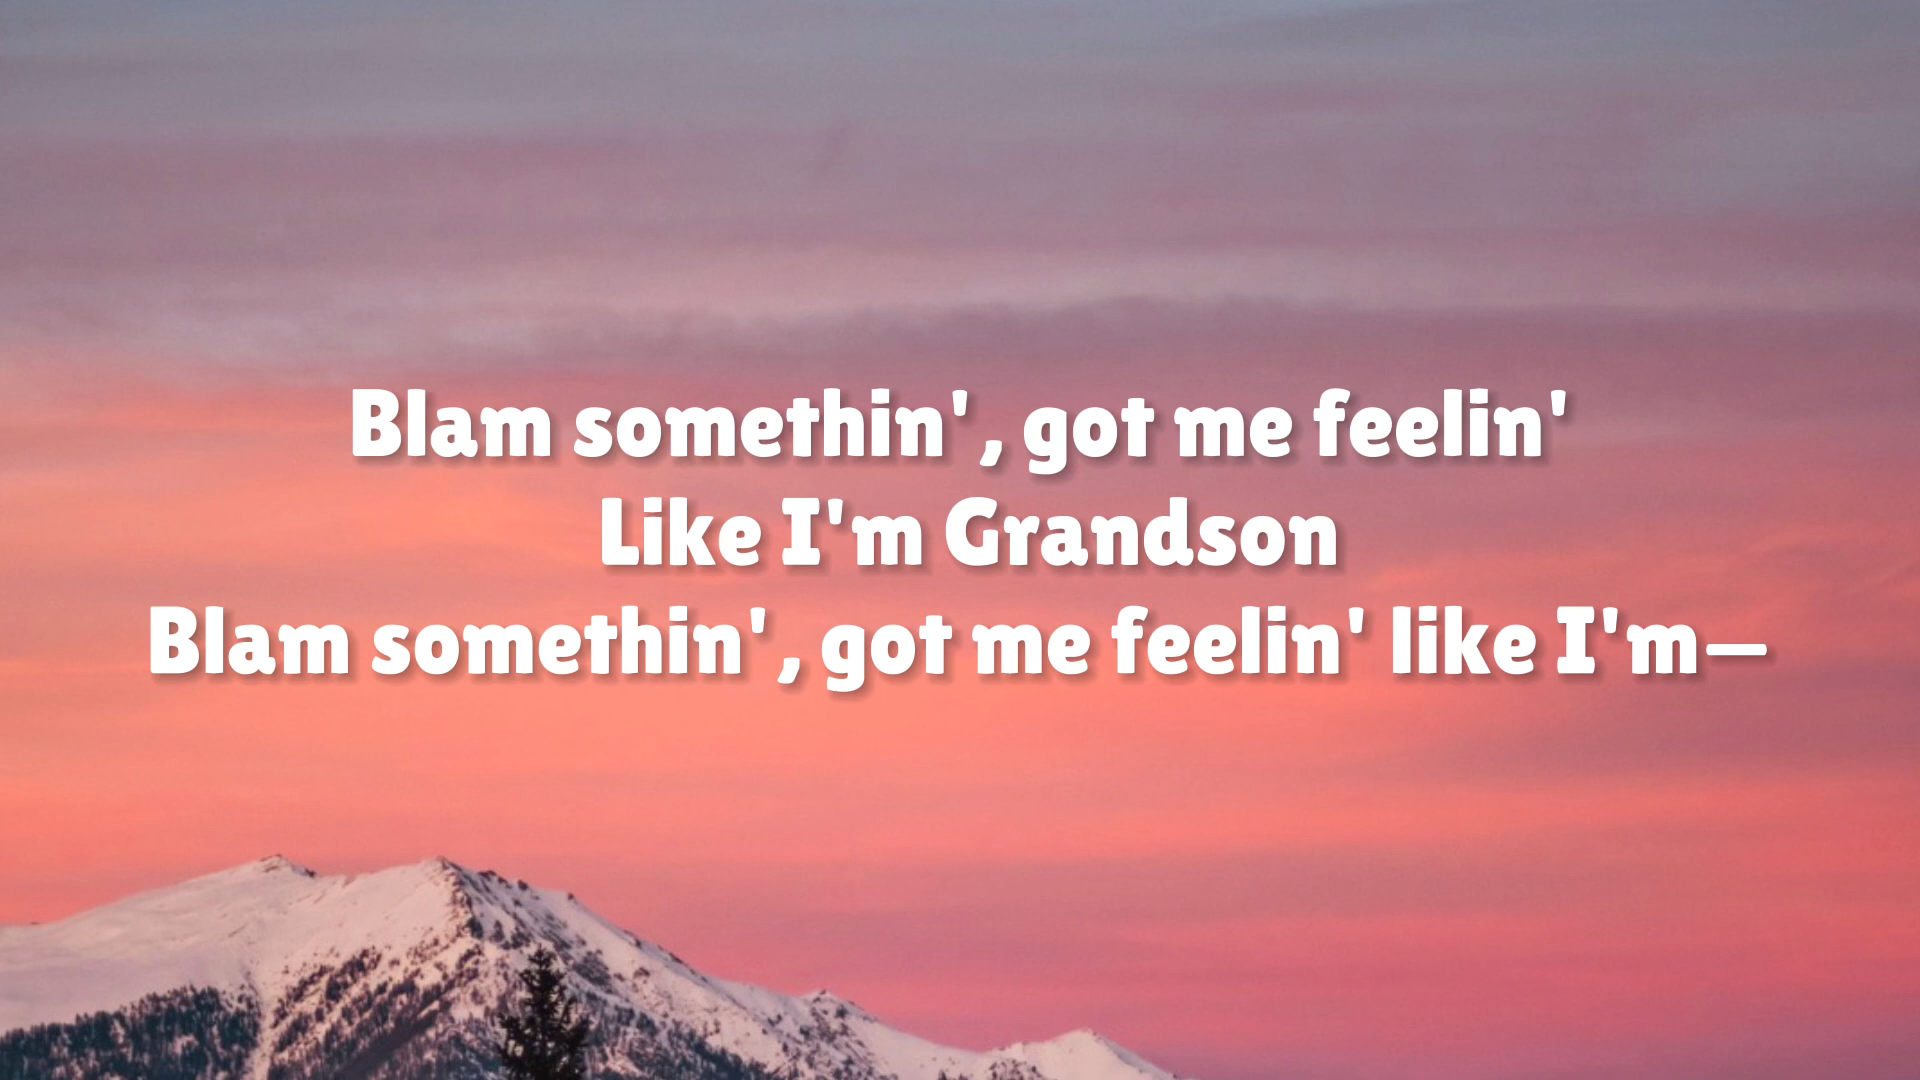 Blam somethin', got me feelin'
Like I'm Grandson
Blam somethin', got me feelin' like I'm—